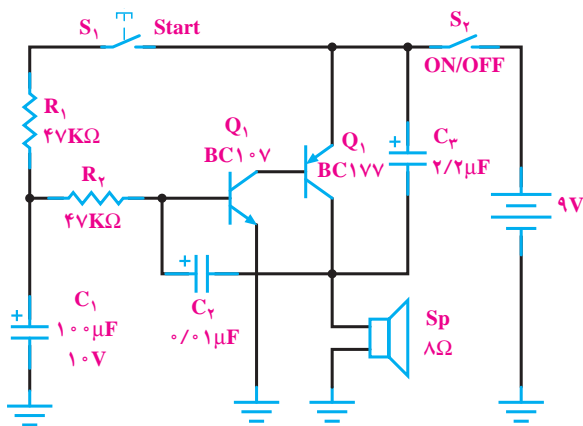 S۱ Start
S۲
ON/OFF
R۱
۴۷KΩ
Q۱
BC۱۰۷
Q۱
BC۱۷۷
C۳
۲/۲μF
R۲
۴۷KΩ
۹V
C۱
۱۰۰μF
۱۰V
C۲
۰/۰۱μF
Sp
۸Ω